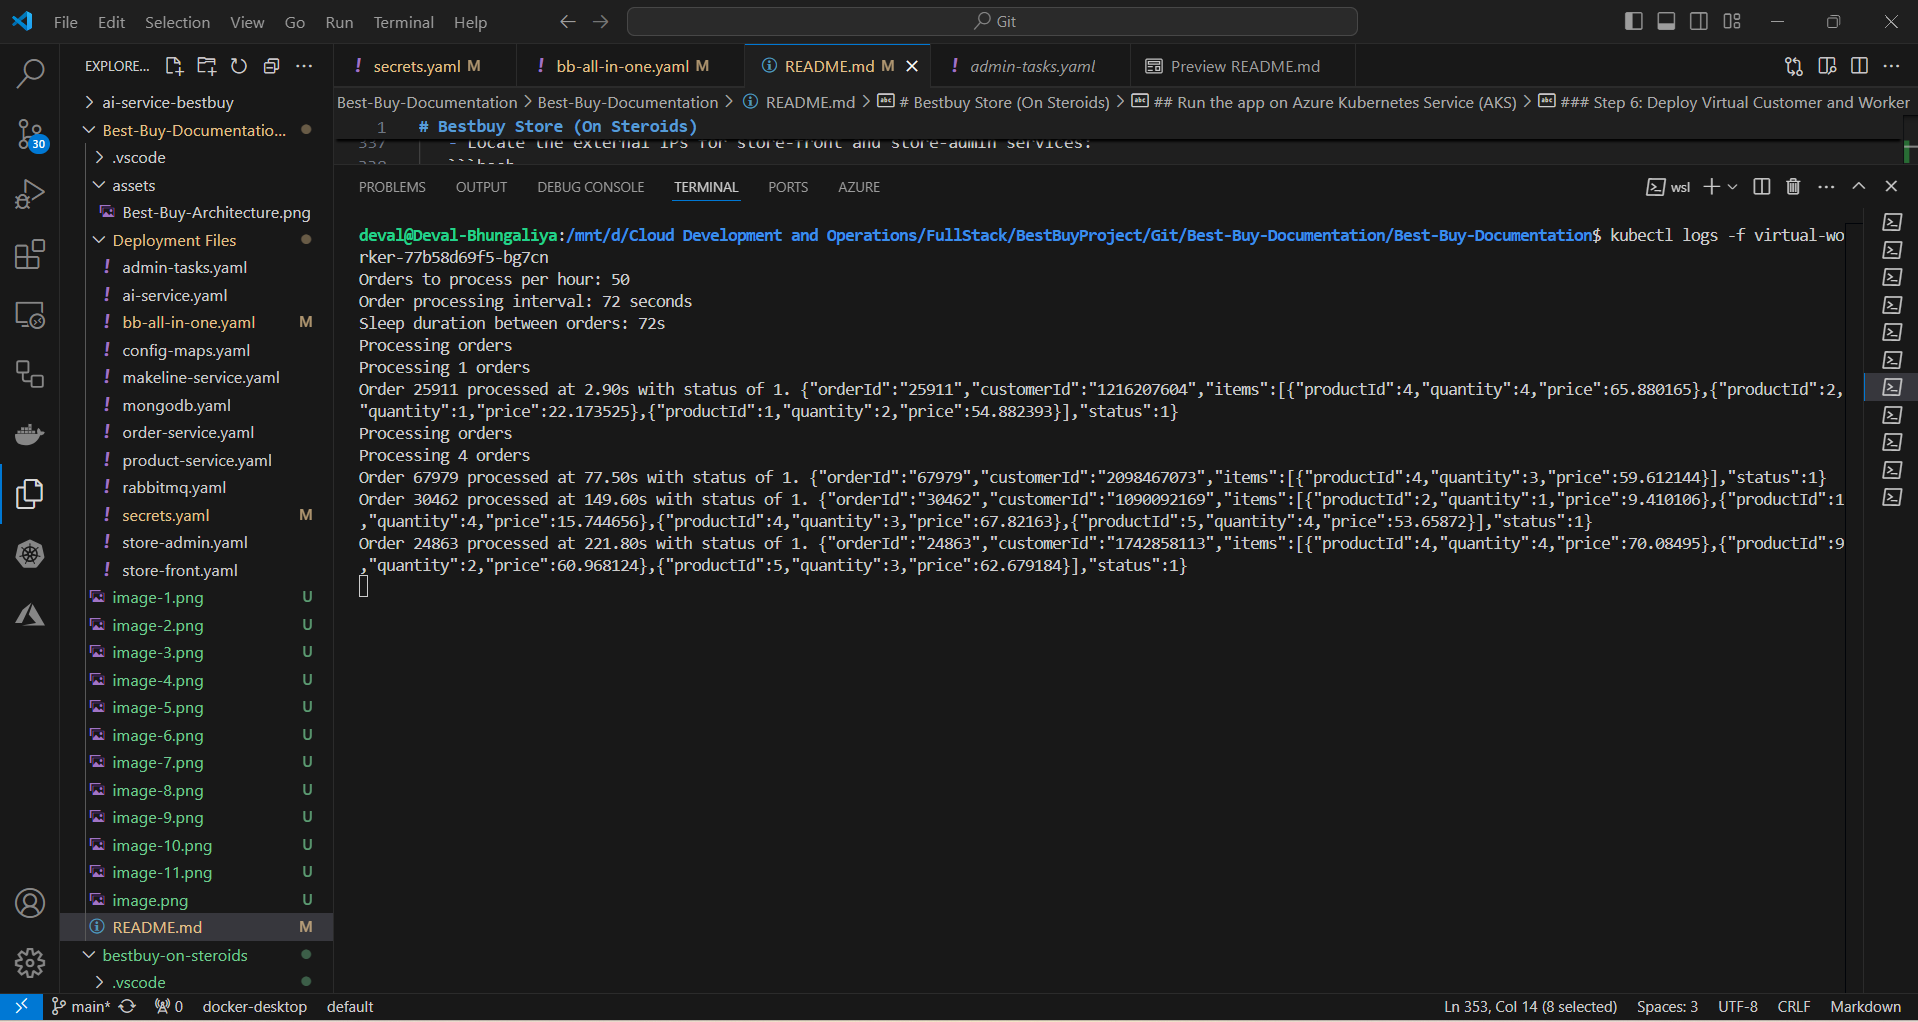 File Edit Selection View Go Run Terminal Help
Git
EXPLORE...
secrets.yaml M
bb-all-in-one.yaml M
README.md M
admin-tasks.yaml
Preview README.md
Best-Buy-Documentation > Best-Buy-Documentation > README.md > # Bestbuy Store (On Steroids) > ## Run the app on Azure Kubernetes Service (AKS) > ### Step 6: Deploy Virtual Customer and Worker
1 # Bestbuy Store (On Steroids)
337 - Locate the external IPs for store-front and store-admin services:
338 ```bash
PROBLEMS OUTPUT DEBUG CONSOLE TERMINAL PORTS AZURE
wsl
ai-service-bestbuy
Best-Buy-Documentatio...
.vscode
assets
Best-Buy-Architecture.png
Deployment Files
admin-tasks.yaml
ai-service.yaml
bb-all-in-one.yaml M
config-maps.yaml
makeline-service.yaml
mongodb.yaml
order-service.yaml
product-service.yaml
rabbitmq.yaml
secrets.yaml M
store-admin.yaml
store-front.yaml
image-1.png U
image-2.png U
image-3.png U
image-4.png U
image-5.png U
image-6.png U
image-7.png U
image-8.png U
image-9.png U
image-10.png U
image-11.png U
image.png U
README.md M
bestbuy-on-steroids
.vscode
30
deval@Deval-Bhungaliya:/mnt/d/Cloud Development and Operations/FullStack/BestBuyProject/Git/Best-Buy-Documentation/Best-Buy-Documentation$ kubectl logs -f virtual-wo
rker-77b58d69f5-bg7cn
Orders to process per hour: 50
Order processing interval: 72 seconds
Sleep duration between orders: 72s
Processing orders
Processing 1 orders
Order 25911 processed at 2.90s with status of 1. {"orderId":"25911","customerId":"1216207604","items":[{"productId":4,"quantity":4,"price":65.880165},{"productId":2,
"quantity":1,"price":22.173525},{"productId":1,"quantity":2,"price":54.882393}],"status":1}
Processing orders
Processing 4 orders
Order 67979 processed at 77.50s with status of 1. {"orderId":"67979","customerId":"2098467073","items":[{"productId":4,"quantity":3,"price":59.612144}],"status":1}
Order 30462 processed at 149.60s with status of 1. {"orderId":"30462","customerId":"1090092169","items":[{"productId":2,"quantity":1,"price":9.410106},{"productId":1
,"quantity":4,"price":15.744656},{"productId":4,"quantity":3,"price":67.82163},{"productId":5,"quantity":4,"price":53.65872}],"status":1}
Order 24863 processed at 221.80s with status of 1. {"orderId":"24863","customerId":"1742858113","items":[{"productId":4,"quantity":4,"price":70.08495},{"productId":9
,"quantity":2,"price":60.968124},{"productId":5,"quantity":3,"price":62.679184}],"status":1}
main* 0 docker-desktop default
Ln 353, Col 14 (8 selected) Spaces: 3 UTF-8 CRLF Markdown